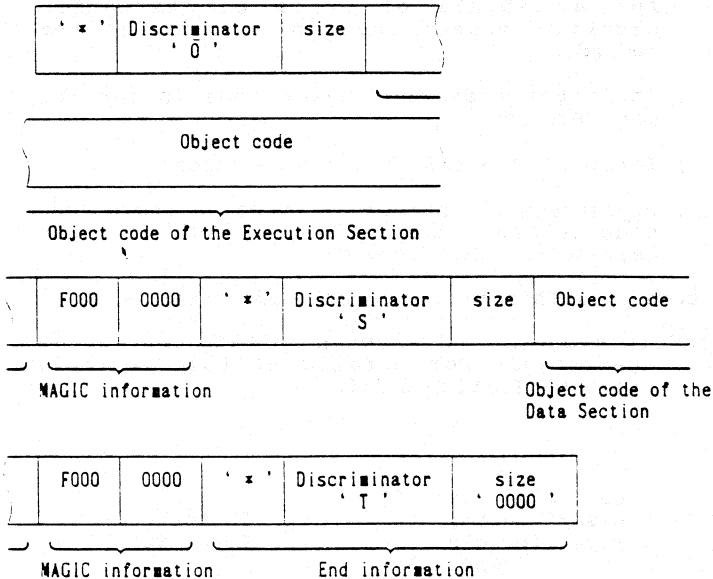 ‘ * ’ Discriminator size
‘ Ō ’
Object code
Object code of the Execution Section
F000 0000 ‘ * ’ Discriminator size Object code
‘ S ’
MAGIC information Object code of the
Data Section
F000 0000 ‘ * ’ Discriminator size
‘ T ’ ‘ 0000 ’
MAGIC information End information